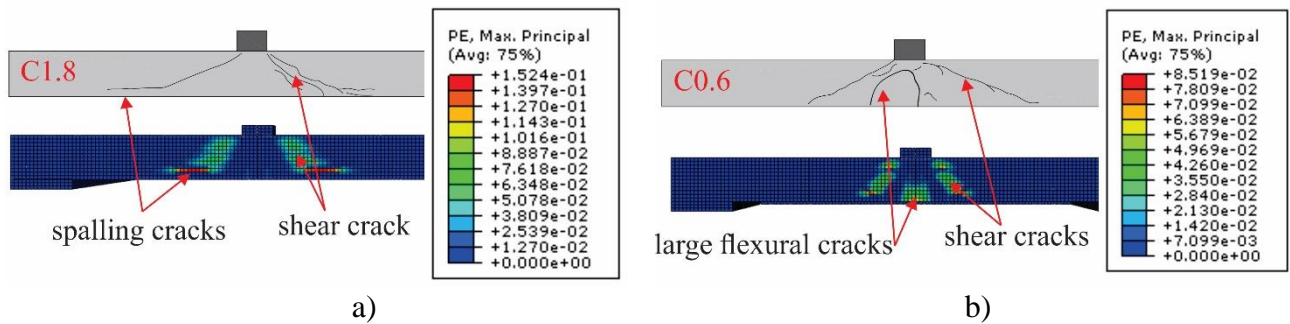 C1.8
spalling cracks
shear crack
PE, Max. Principal
(Avg: 75%)
+1.524e-01
+1.397e-01
+1.270e-01
+1.143e-01
+1.016e-01
+8.887e-02
+7.618e-02
+6.348e-02
+5.078e-02
+3.809e-02
+2.539e-02
+1.270e-02
+0.000e+00
a)
C0.6
large flexural cracks
shear cracks
PE, Max. Principal
(Avg: 75%)
+8.519e-02
+7.809e-02
+7.099e-02
+6.389e-02
+5.679e-02
+4.969e-02
+4.260e-02
+3.550e-02
+2.840e-02
+2.130e-02
+1.420e-02
+7.099e-03
+0.000e+00
b)